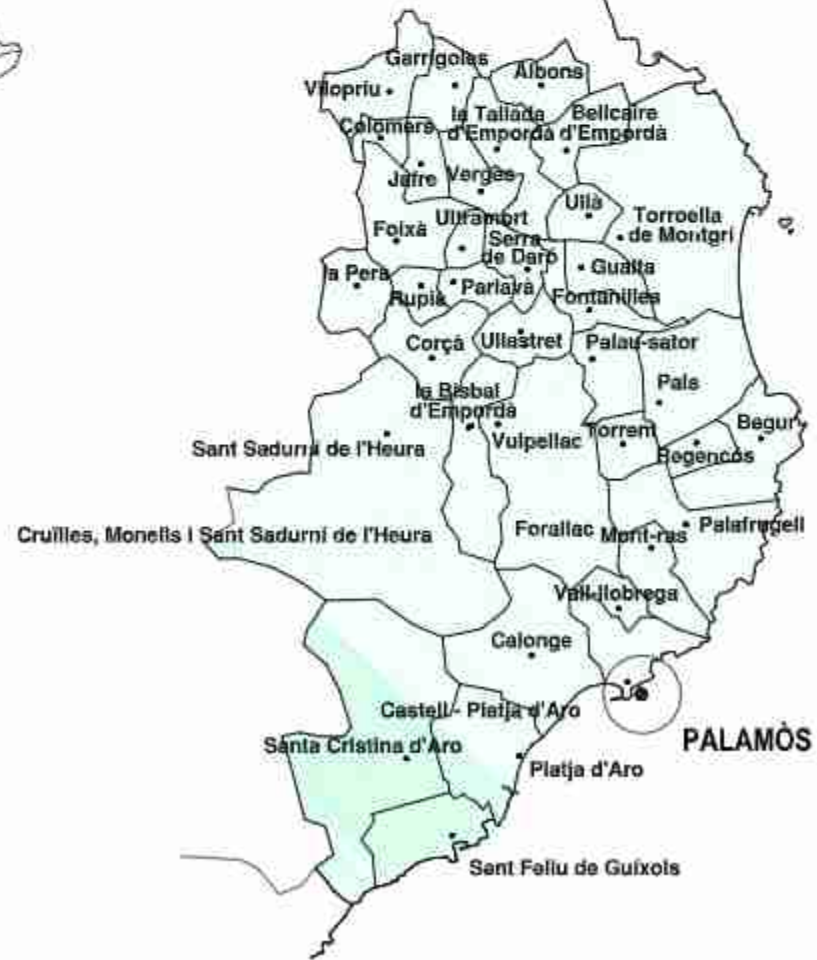 Garrigoles
Albons
Vilopriu
la Tallada
Bellcaire
Colomers
d'Empordà
d'Empordà
Jafre
Verges
Ullà
Ultramort
Torroella
de Montgrí
Foixà
Serra
de Daró
la Pera
Gualta
Rupià
Parlavà
Fontanilles
Corçà
Ullastret
Palau-sator
Pals
la Bisbal
d'Empordà
Begur
Torrent
Vulpellac
Sant Sadurní de l'Heura
Regencós
Palafrugell
Cruïlles, Monells i Sant Sadurní de l'Heura
Forallac
Mont-ras
Vall-llobrega
Calonge
Castell - Platja d'Aro
PALAMÒS
Santa Cristina d'Aro
Platja d'Aro
Sant Feliu de Guíxols